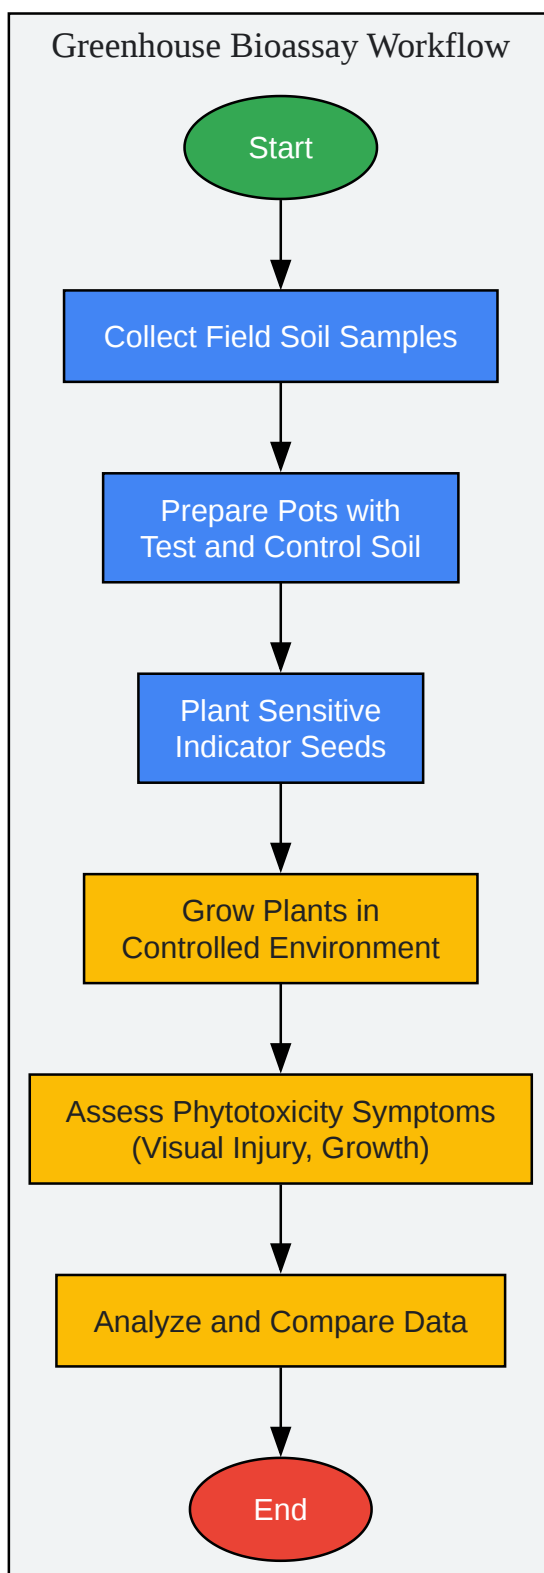 Greenhouse Bioassay Workflow
Start
Collect Field Soil Samples
Prepare Pots with
Test and Control Soil
Plant Sensitive
Indicator Seeds
Grow Plants in
Controlled Environment
Assess Phytotoxicity Symptoms
(Visual Injury, Growth)
Analyze and Compare Data
End